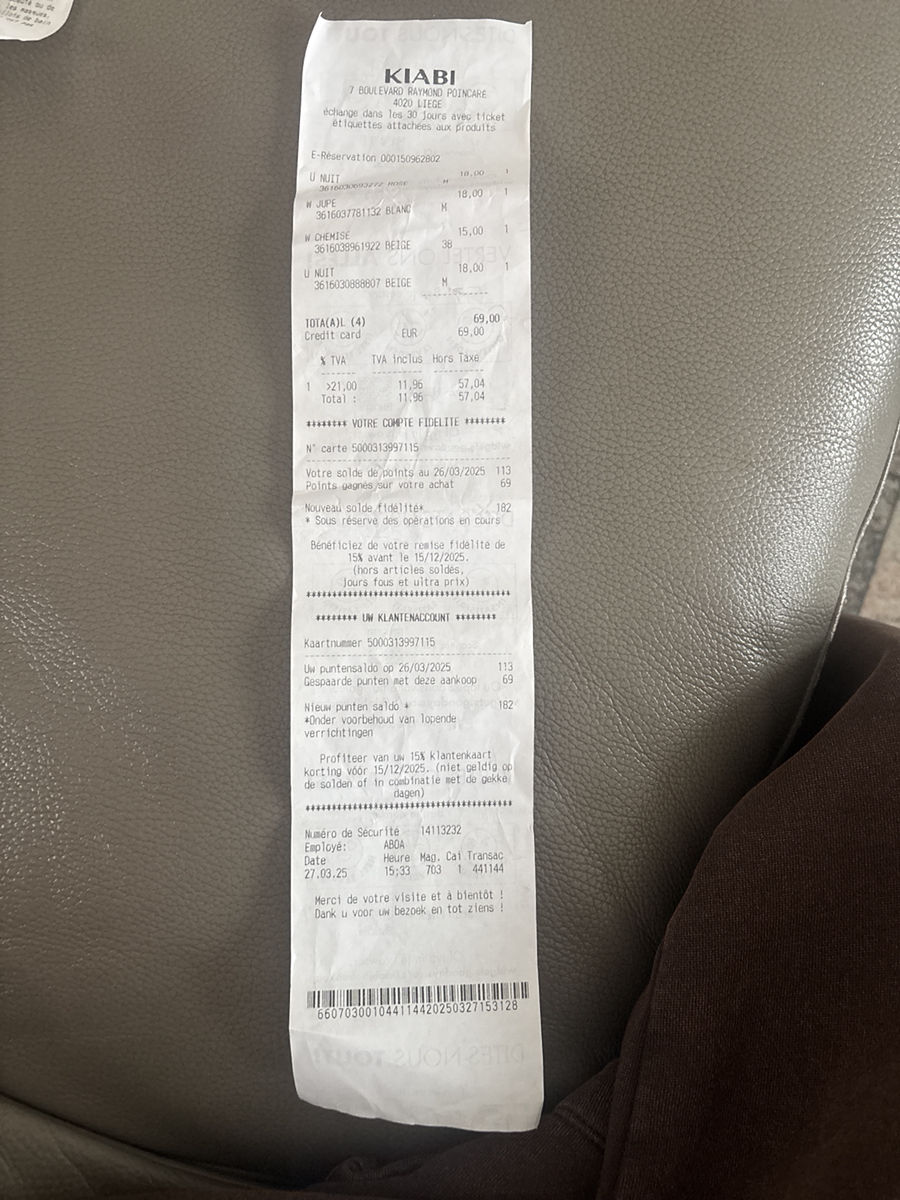 KIABI
7 BOULEVARD RAYMOND POINCARE
4020 LIEGE
échange dans les 30 jours avec ticket
étiquettes attachées aux produits
E-Réservation 000150962802
U NUIT 18,00 1
M
W JUPE 18,00 1
3616037781132 BLANC M
W CHEMISE 15,00 1
3616038961922 BEIGE 38
U NUIT 18,00 1
3616030888807 BEIGE M
TOTA(A)L (4) 69,00
Credit card EUR 69,00
% TVA TVA inclus Hors Taxe
1 >21,00 11,96 57,04
Total : 11,96 57,04
******** VOTRE COMPTE FIDELITE ********
N° carte 5000313997115
Votre solde de points au 26/03/2025 113
Points gagnés sur votre achat 69
Nouveau solde fidélité* 182
* Sous réserve des opérations en cours
Bénéficiez de votre remise fidélité de
15% avant le 15/12/2025.
(hors articles soldés,
jours fous et ultra prix)
****************************************
******** UW KLANTENACCOUNT ********
Kaartnummer 5000313997115
Uw puntensaldo op 26/03/2025 113
Gespaarde punten met deze aankoop 69
Nieuw punten saldo * 182
*Onder voorbehoud van lopende
verrichtingen
Profiteer van uw 15% klantenkaart
korting vóór 15/12/2025. (niet geldig op
de solden of in combinatie met de gekke
dagen)
****************************************
Numéro de Sécurité 14113232
Employé: ABOA
Date Heure Mag. Cai Transac
27.03.25 15:33 703 1 441144
Merci de votre visite et à bientôt !
Dank u voor uw bezoek en tot ziens !
66070300104411442025032715312​8